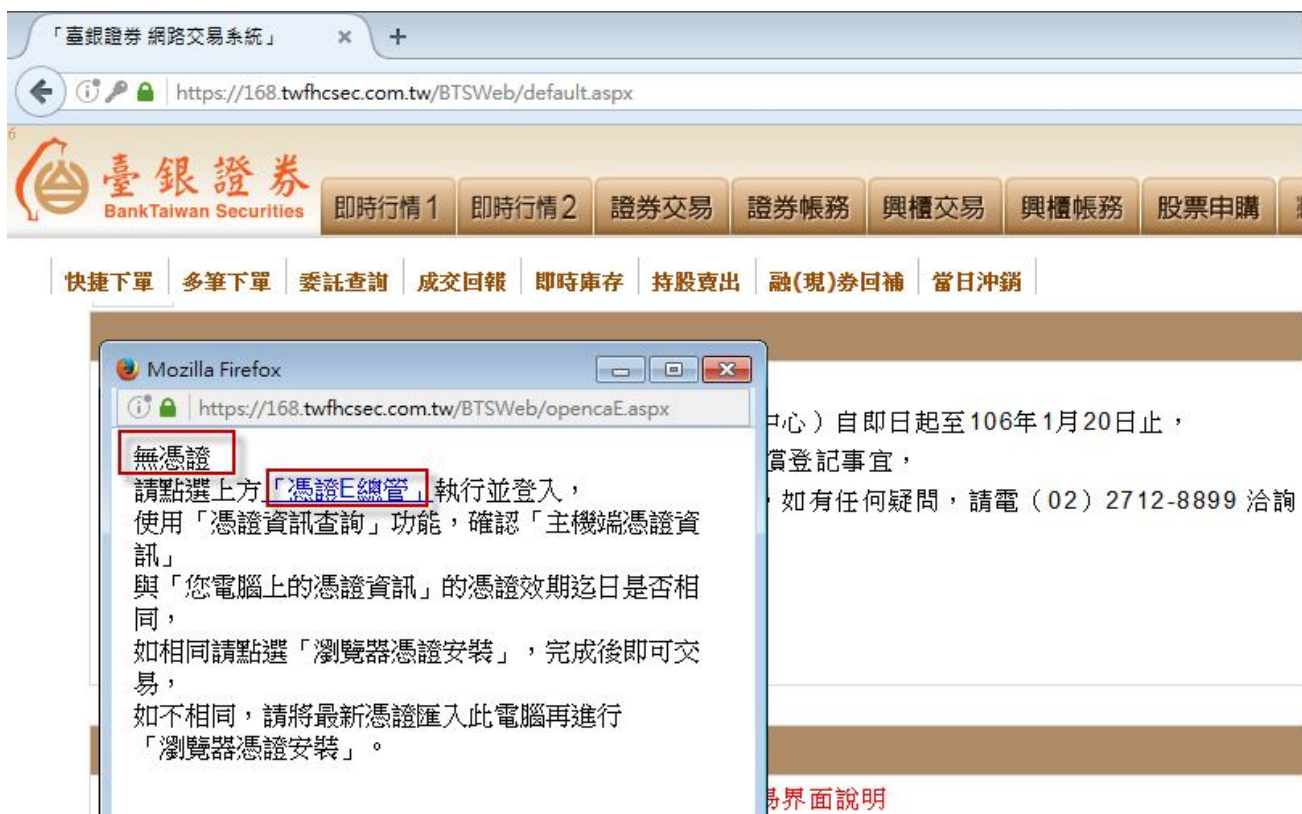 「臺銀證券 網路交易系統」
https://168.twfhcsec.com.tw/BTSWeb/default.aspx
6
臺銀證券
BankTaiwan Securities
即時行情1 即時行情2 證券交易 證券帳務 興櫃交易 興櫃帳務 股票申購
快捷下單 多筆下單 委託查詢 成交回報 即時庫存 持股賣出 融(現)券回補 當日沖銷
Mozilla Firefox
https://168.twfhcsec.com.tw/BTSWeb/opencaE.aspx
無憑證
請點選上方「憑證E總管」執行並登入，
使用「憑證資訊查詢」功能，確認「主機端憑證資
訊」
與「您電腦上的憑證資訊」的憑證效期迄日是否相
同，
如相同請點選「瀏覽器憑證安裝」，完成後即可交
易，
如不相同，請將最新憑證匯入此電腦再進行
「瀏覽器憑證安裝」。
中心）自即日起至106年1月20日止，
償登記事宜，
，如有任何疑問，請電（02）2712-8899 洽詢
易界面說明